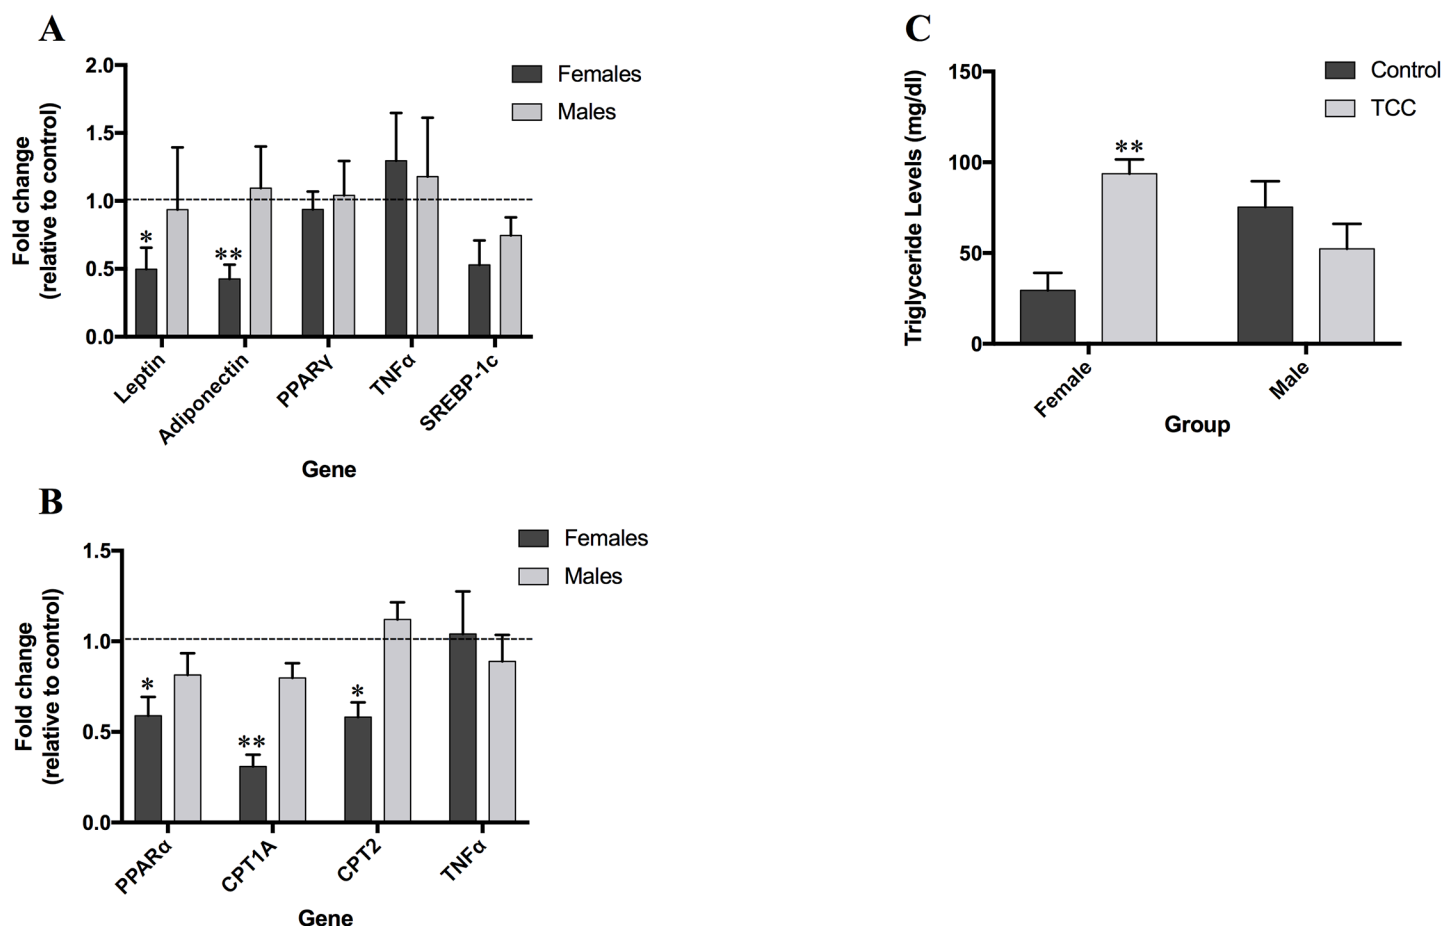 A
2.0
1.5
1.0
0.5
0.0
Fold change
(relative to control)
Females
Males
*
**
Leptin
Adiponectin
PPARγ
TNFα
SREBP-1c
Gene
B
1.5
1.0
0.5
0.0
Fold change
(relative to control)
Females
Males
*
**
*
PPARα
CPT1A
CPT2
TNFα
Gene
C
150
100
50
0
Triglyceride Levels (mg/dl)
Control
TCC
**
Female
Male
Group